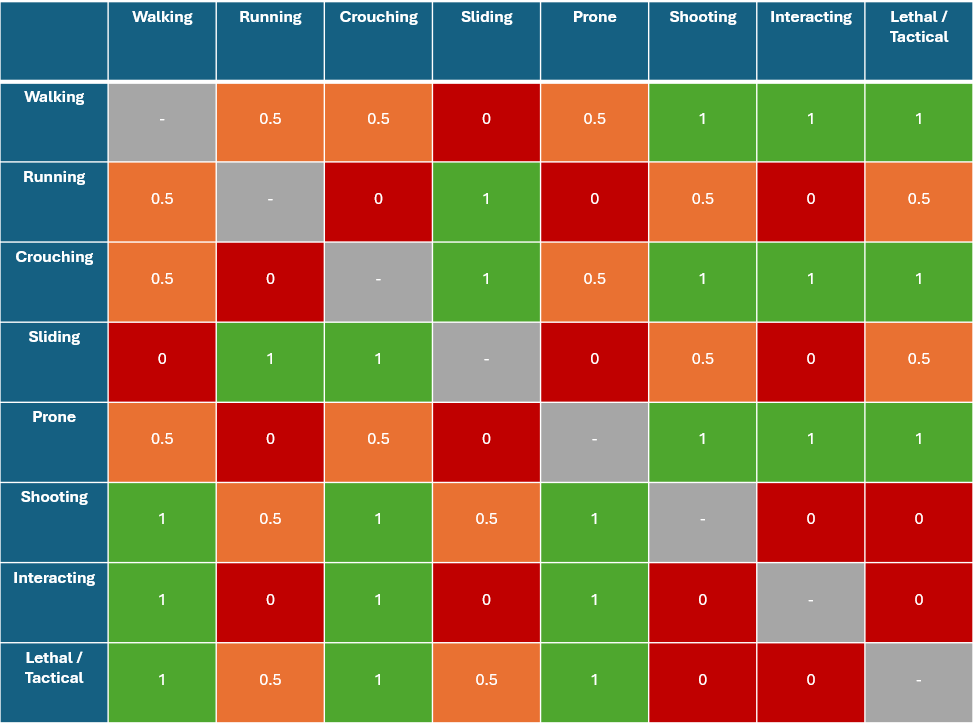 Walking Running Crouching Sliding Prone Shooting Interacting Lethal /
Tactical
Walking - 0.5 0.5 0 0.5 1 1 1
Running 0.5 - 0 1 0 0.5 0 0.5
Crouching 0.5 0 - 1 0.5 1 1 1
Sliding 0 1 1 - 0 0.5 0 0.5
Prone 0.5 0 0.5 0 - 1 1 1
Shooting 1 0.5 1 0.5 1 - 0 0
Interacting 1 0 1 0 1 0 - 0
Lethal /
Tactical 1 0.5 1 0.5 1 0 0 -